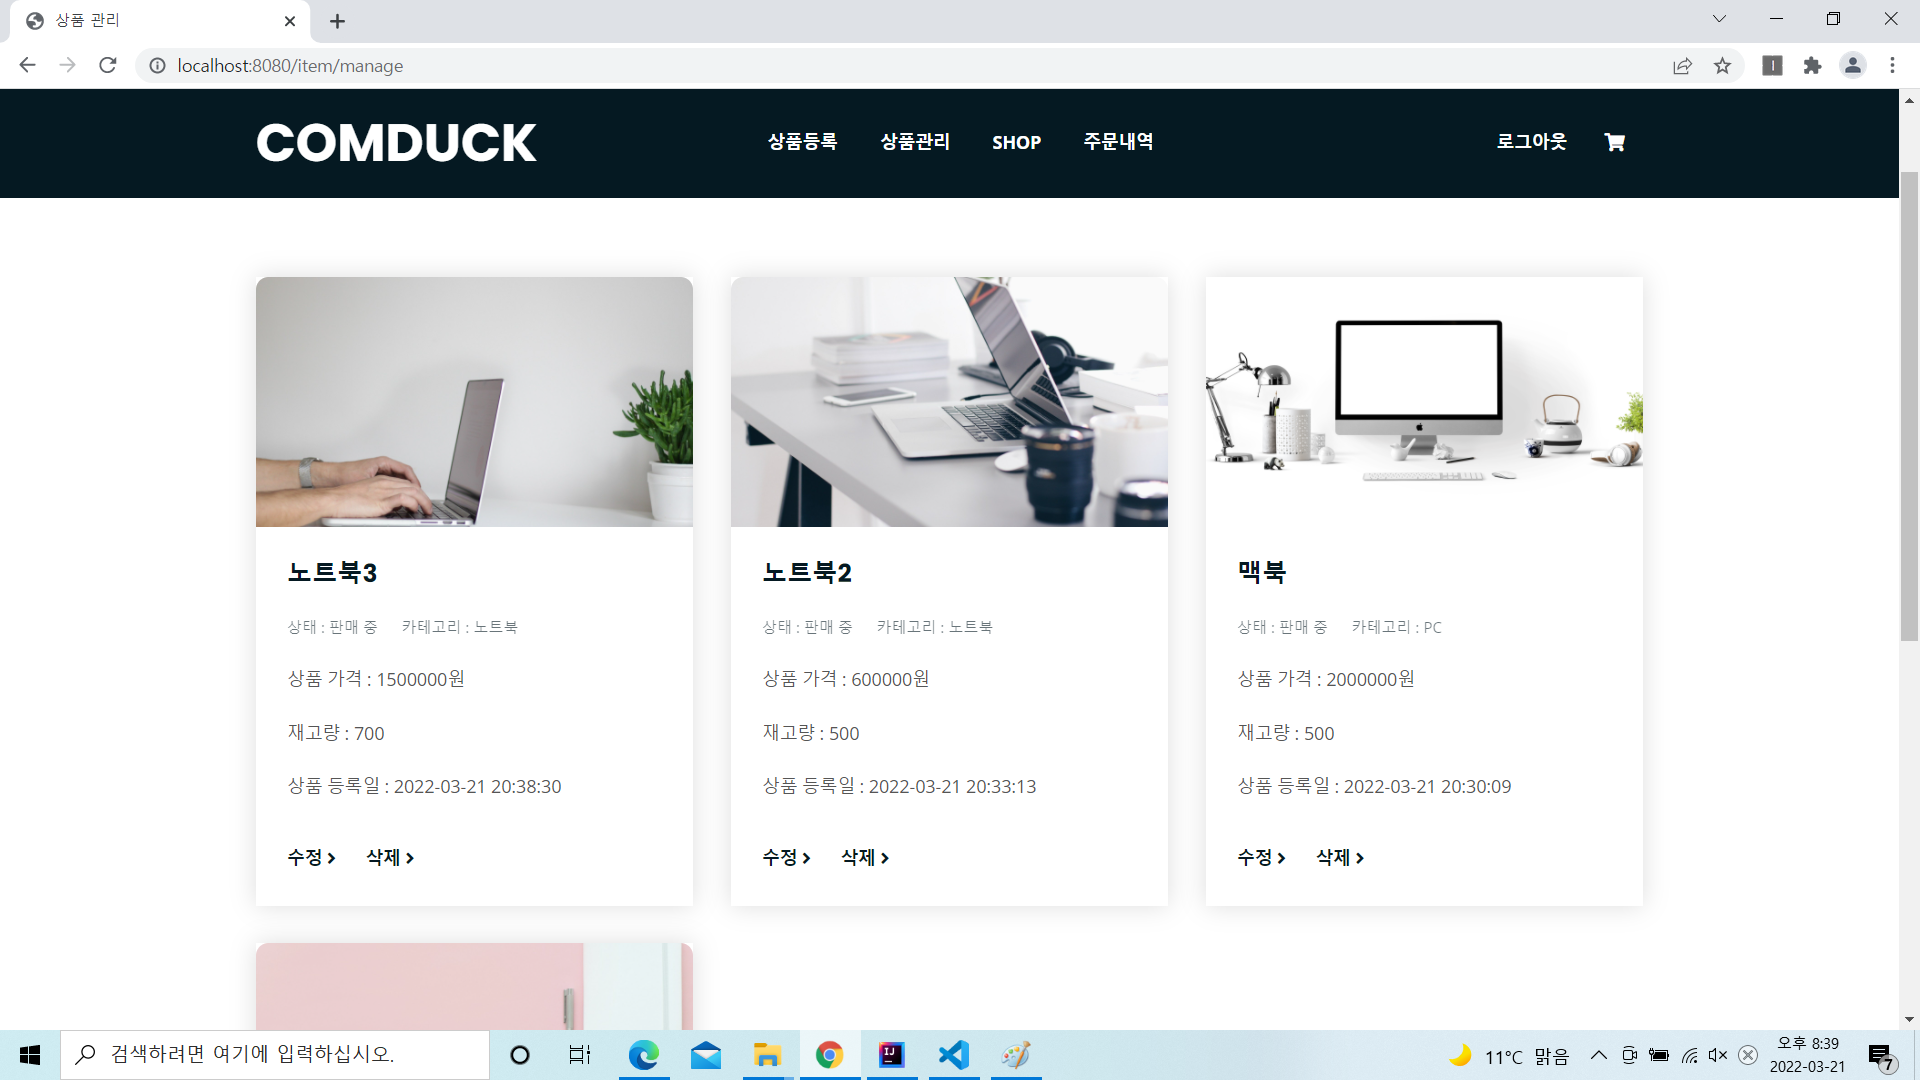 상품 관리
localhost:8080/item/manage
COMDUCK
상품등록 상품관리 SHOP 주문내역
로그아웃
노트북3
상태 : 판매 중 카테고리 : 노트북
상품 가격 : 1500000원
재고량 : 700
상품 등록일 : 2022-03-21 20:38:30
수정 삭제
노트북2
상태 : 판매 중 카테고리 : 노트북
상품 가격 : 600000원
재고량 : 500
상품 등록일 : 2022-03-21 20:33:13
수정 삭제
맥북
상태 : 판매 중 카테고리 : PC
상품 가격 : 2000000원
재고량 : 500
상품 등록일 : 2022-03-21 20:30:09
수정 삭제
검색하려면 여기에 입력하십시오.
IJ
11°C 맑음
오후 8:39
2022-03-21
7